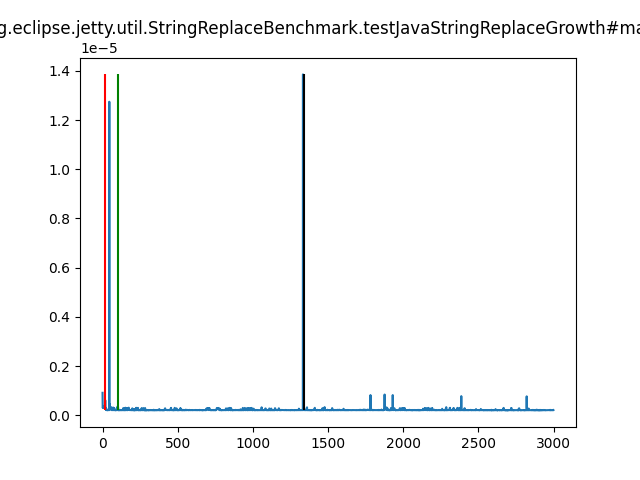 g.eclipse.jetty.util.StringReplaceBenchmark.testJavaStringReplaceGrowth#ma
1e−5
1.4
1.2
1.0
0.8
0.6
0.4
0.2
0.0
0 500 1000 1500 2000 2500 3000